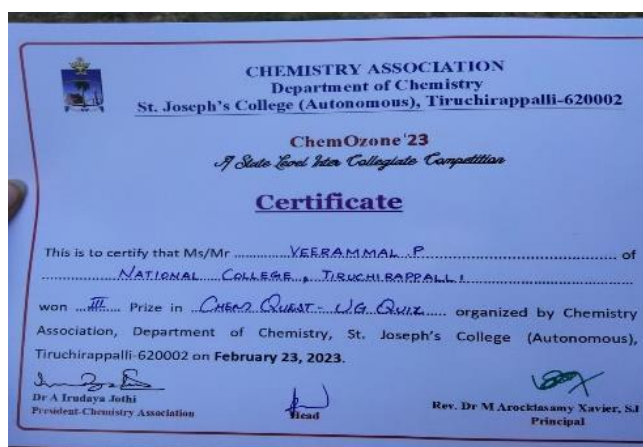 CHEMISTRY ASSOCIATION
Department of Chemistry
St. Joseph's College (Autonomous), Tiruchirappalli-620002
ChemOzone'23
A State Level Inter Collegiate Competition
Certificate
This is to certify that Ms/Mr VEERAMMAL .P of
NATIONAL COLLEGE, TIRUCHIRAPPALLI
won III Prize in CHEM QUEST - UG QUIZ organized by Chemistry
Association, Department of Chemistry, St. Joseph's College (Autonomous),
Tiruchirappalli-620002 on February 23, 2023.
Dr A Irudaya Jothi
President-Chemistry Association
Head
Rev. Dr M Arockiasamy Xavier, SJ
Principal